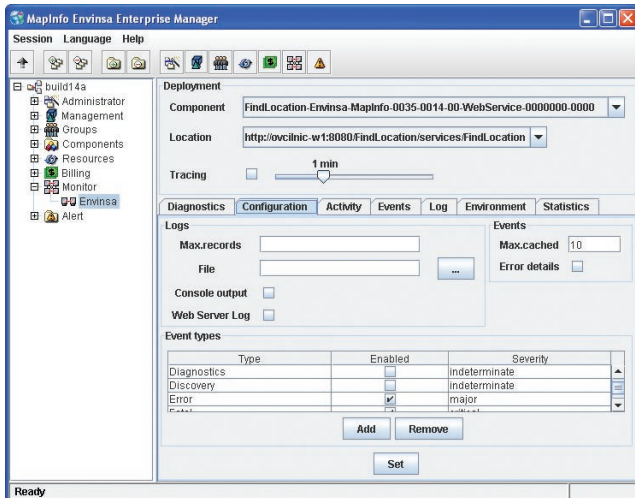 MapInfo Envinsa Enterprise Manager
Session Language Help
build14a
Administrator
Management
Groups
Components
Resources
Billing
Monitor
Envinsa
Alert
Deployment
Component FindLocation-Envinsa-MapInfo-0035-0014-00-WebService-0000000-0000
Location http://ovcilnic-w1:8080/FindLocation/services/FindLocation
1 min
Tracing
Diagnostics Configuration Activity Events Log Environment Statistics
Logs
Max.records
File ...
Console output
Web Server Log
Events
Max.cached 10
Error details
Event types
Type Enabled Severity
Diagnostics indeterminate
Discovery indeterminate
Error major
Add Remove
Set
Ready